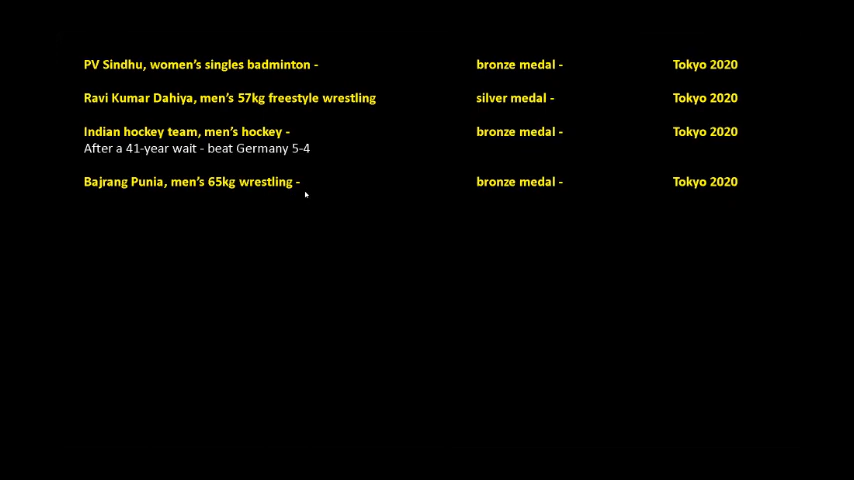 PV Sindhu, women’s singles badminton - bronze medal - Tokyo 2020
Ravi Kumar Dahiya, men’s 57kg freestyle wrestling silver medal - Tokyo 2020
Indian hockey team, men’s hockey - bronze medal - Tokyo 2020
After a 41-year wait - beat Germany 5-4
Bajrang Punia, men’s 65kg wrestling - bronze medal - Tokyo 2020